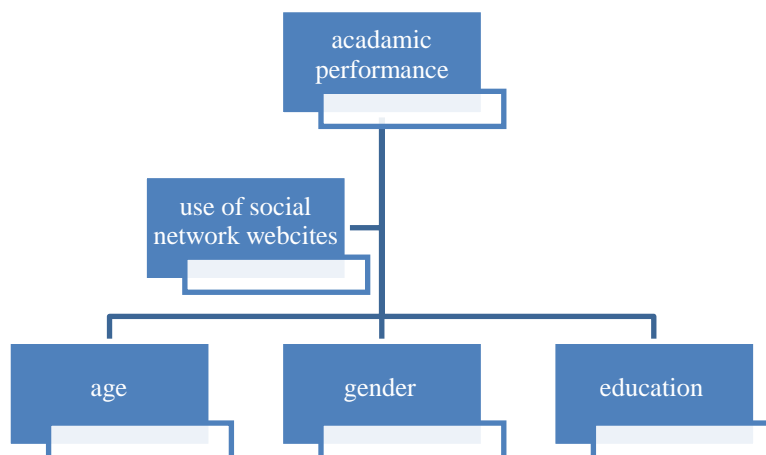 acadamic
performance
use of social
network webcites
age
gender
education